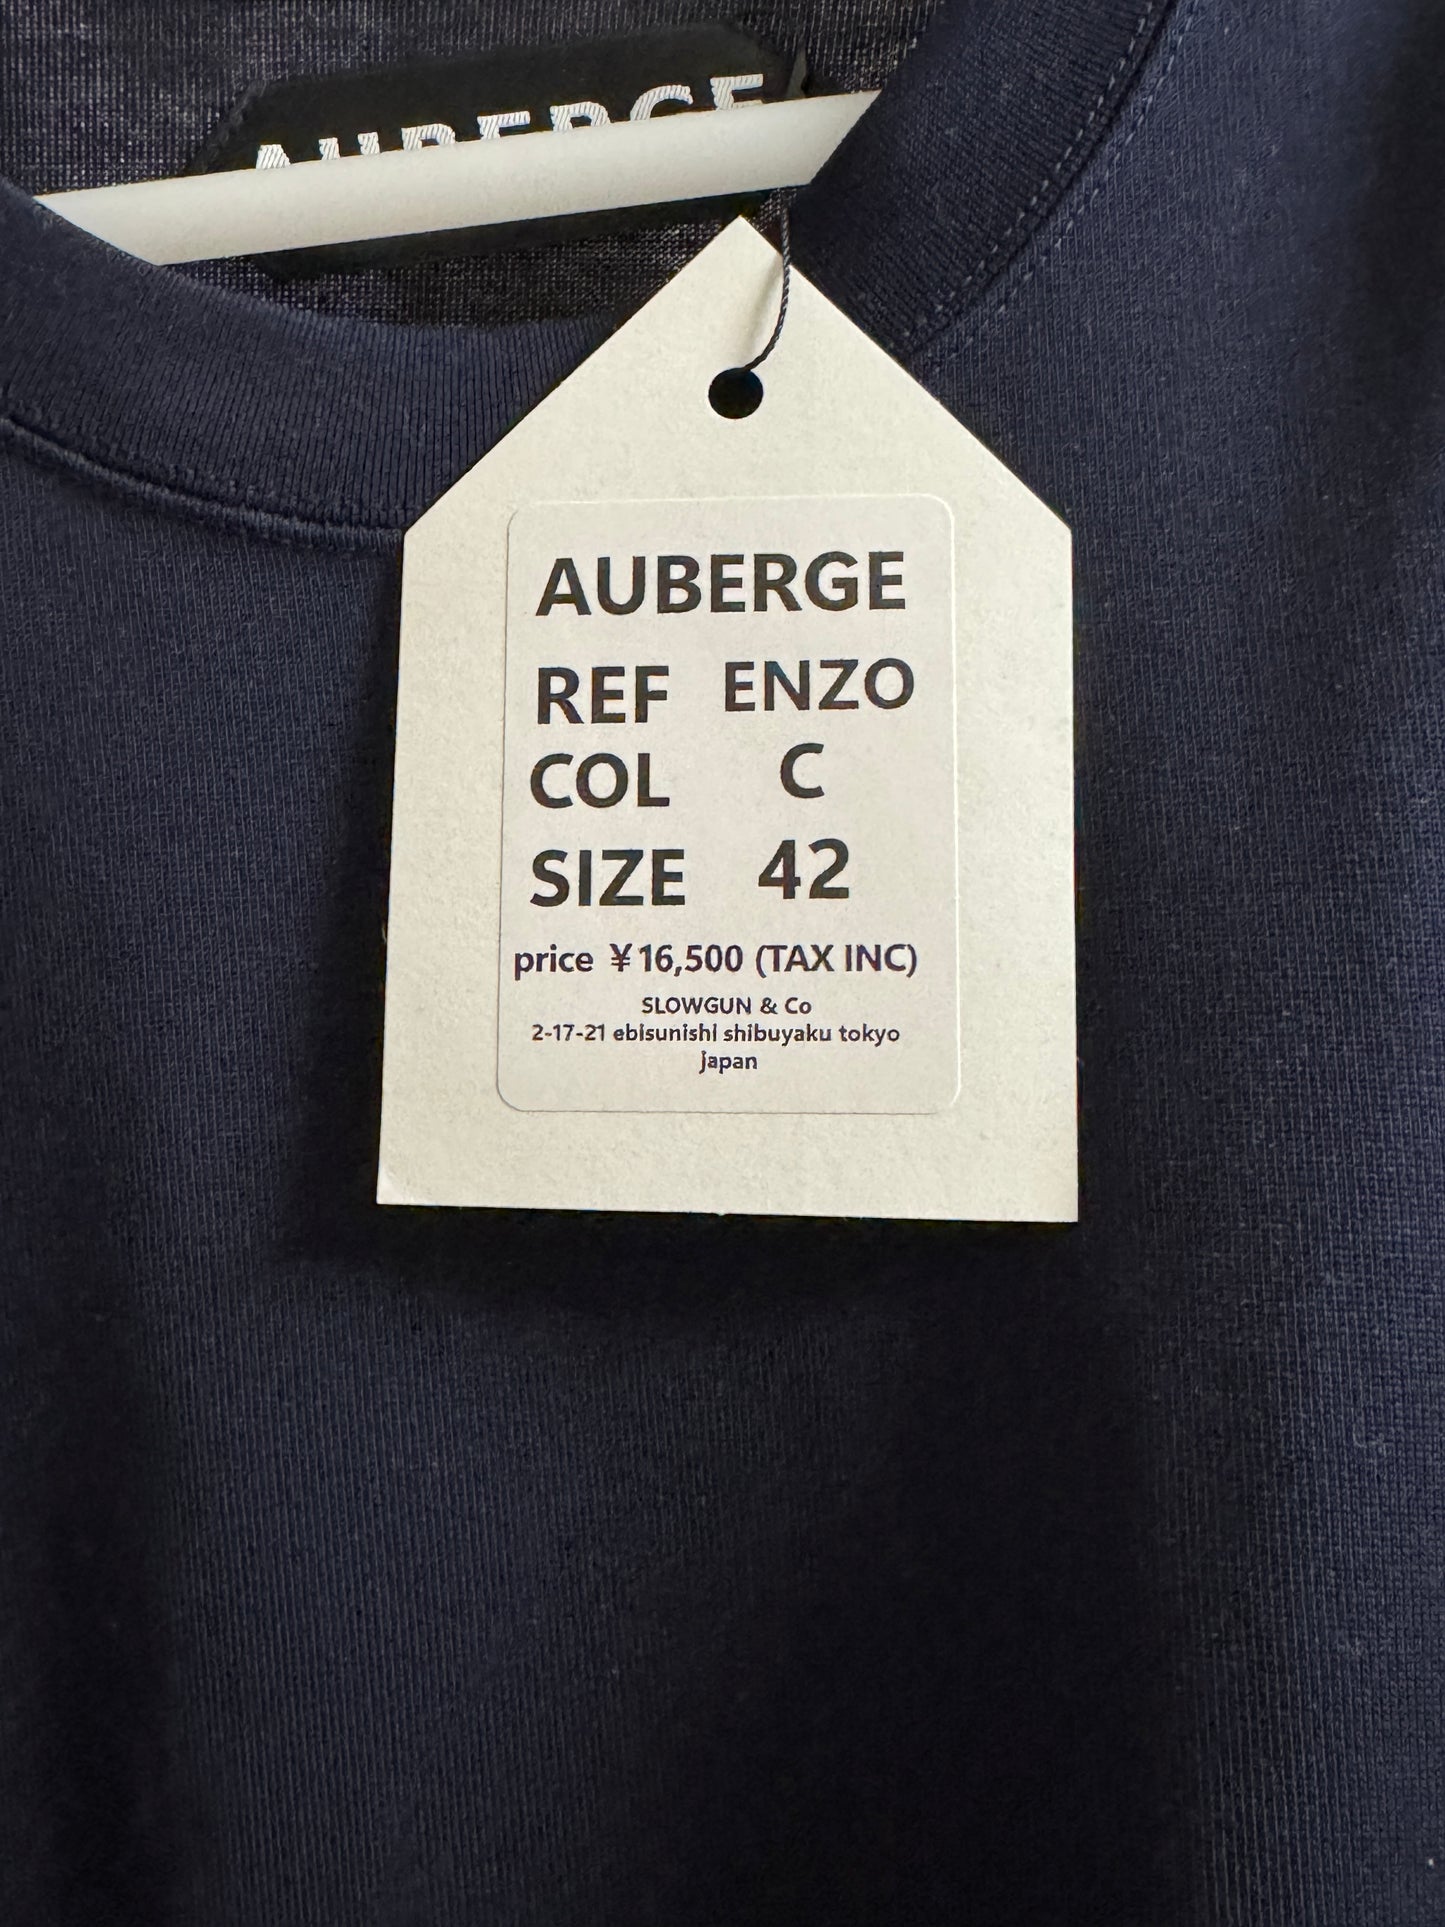 AUBERGE
AUBERGE
REF ENZO
COL C
SIZE 42
price ¥16,500 (TAX INC)
SLOWGUN & Co
2-17-21 ebisunishi shibuyaku tokyo
japan